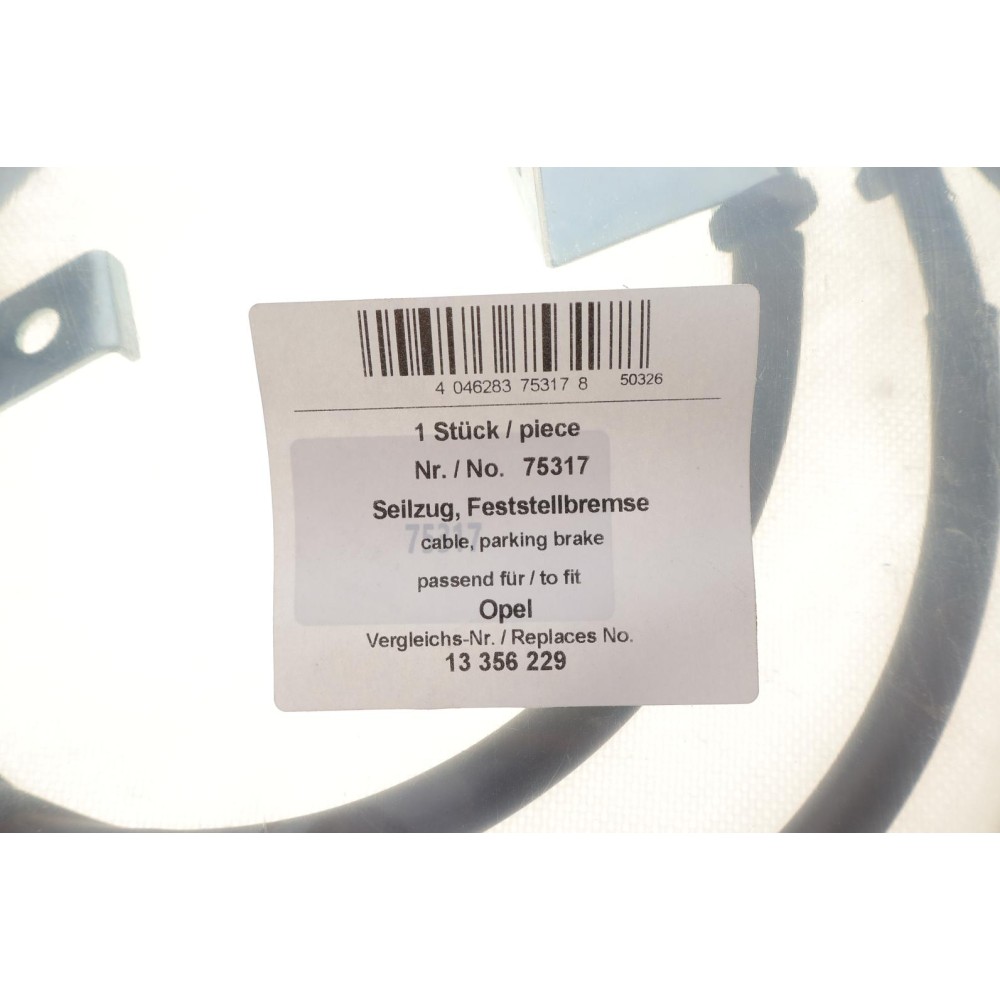 4 046283 75317 8 50326
1 Stück / piece
Nr. / No. 75317
Seilzug, Feststellbremse
75317
cable, parking brake
passend für / to fit
Opel
Vergleichs-Nr. / Replaces No.
13 356 229